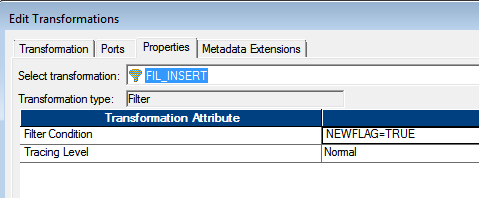 Edit Transformations
Transformation Ports Properties Metadata Extensions
Select transformation: FIL_INSERT
Transformation type: Filter
Transformation Attribute
Filter Condition NEWFLAG=TRUE
Tracing Level Normal